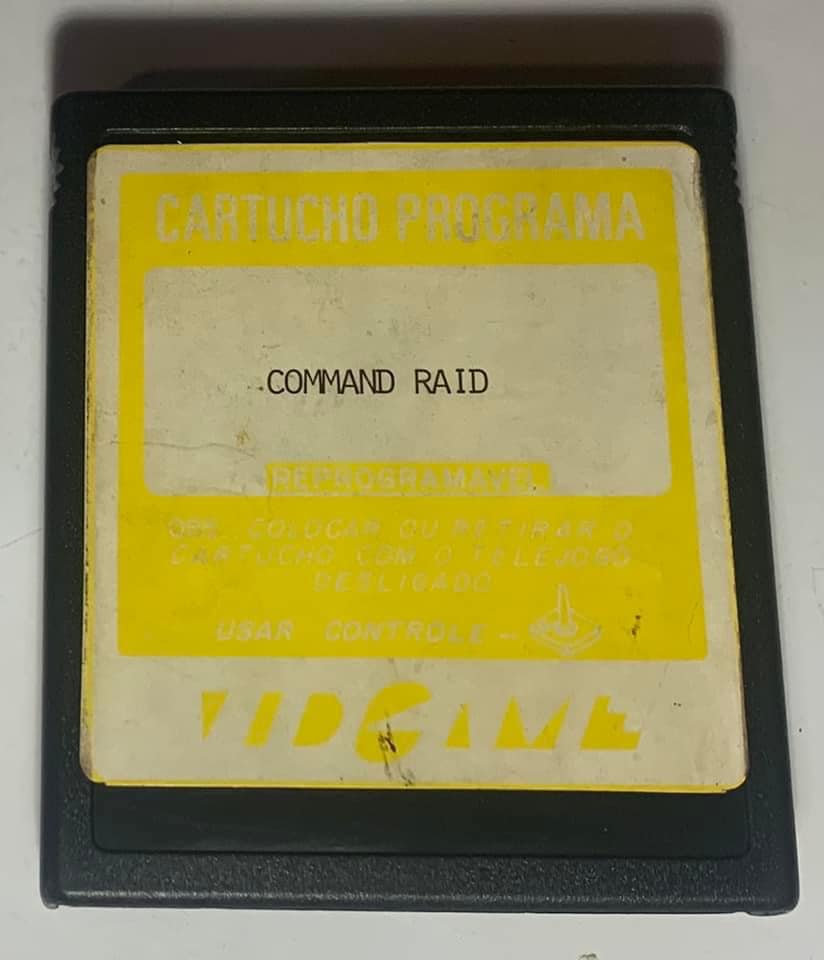 CARTUCHO PROGRAMA
COMMAND RAID
REPROGRAMAVEL
OBS. COLOCAR OU RETIRAR O
CARTUCHO COM O TELEJOGO
DESLIGADO
USAR CONTROLE -
VIDGAME